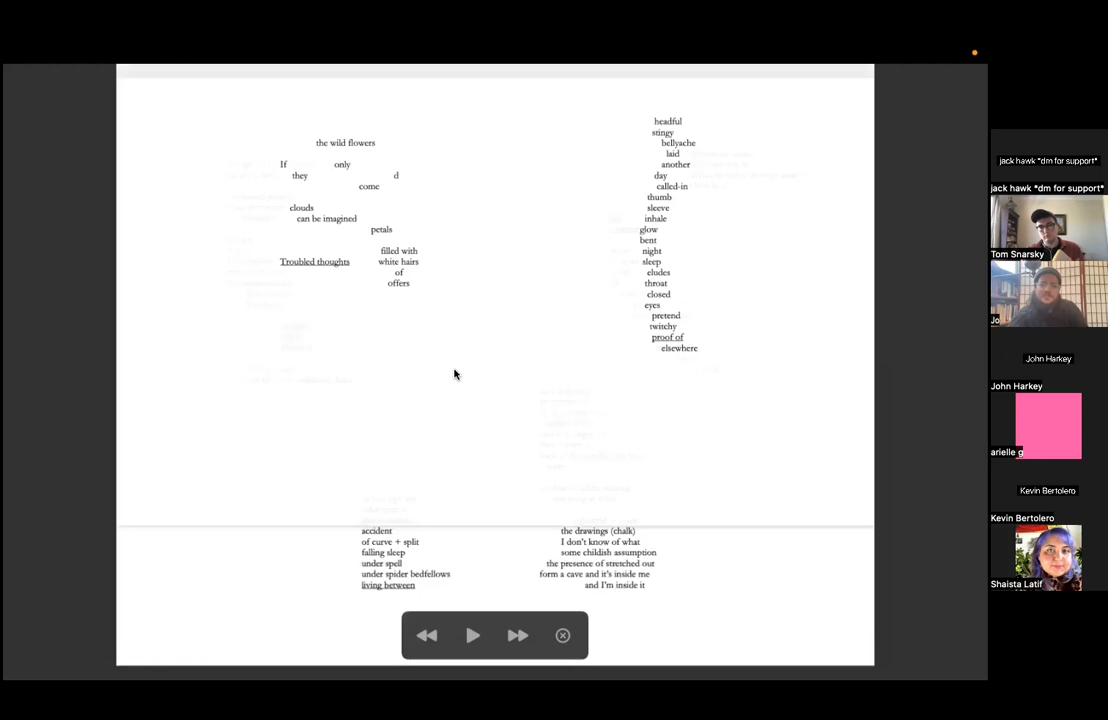 the wild flowers
If only
they d
come
clouds
can be imagined
petals
filled with
Troubled thoughts white hairs
of
offers
headful
stingy
bellyache
laid
another
day
called-in
thumb
sleeve
inhale
glow
bent
night
sleep
eludes
throat
closed
eyes
pretend
twitchy
proof of
elsewhere
accident
of curve + split
falling sleep
under spell
under spider bedfellows
living between
the drawings (chalk)
I don't know of what
some childish assumption
the presence of stretched out
form a cave and it's inside me
and I'm inside it
jack hawk *dm for support*
jack hawk *dm for support*
Tom Snarsky
Jo
John Harkey
John Harkey
arielle g
Kevin Bertolero
Kevin Bertolero
Shaista Latif